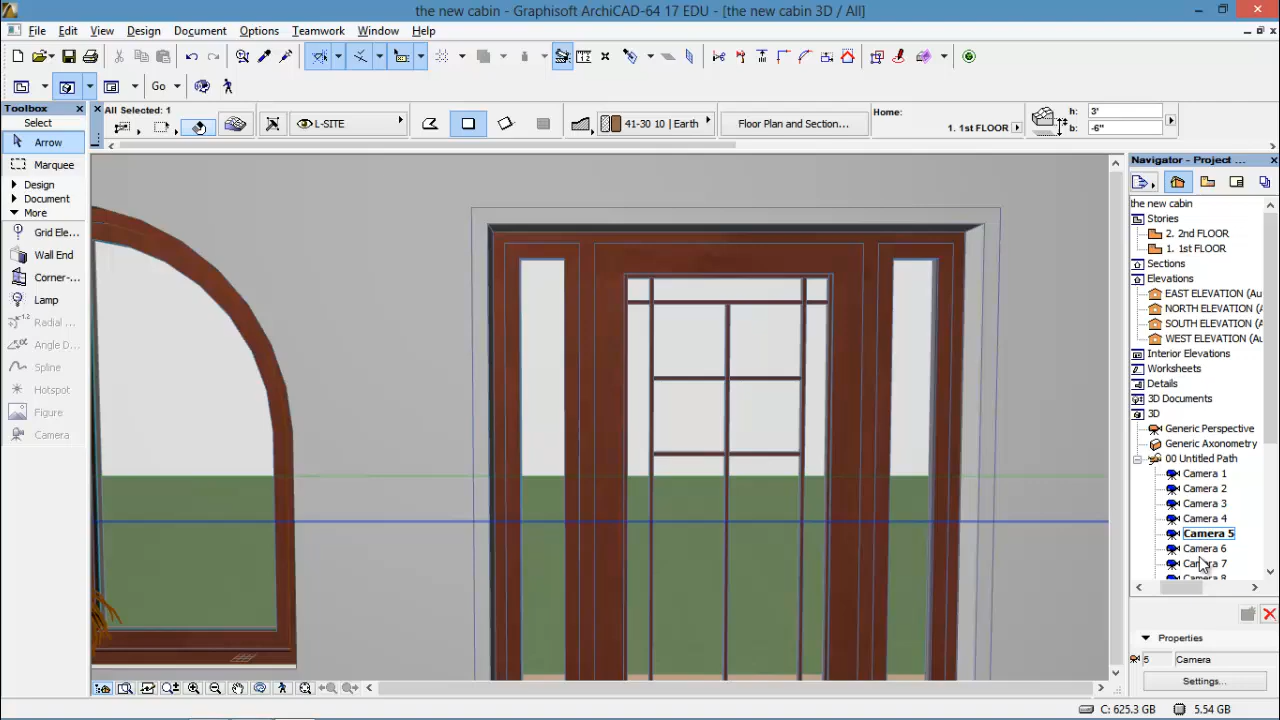 the new cabin - Graphisoft ArchiCAD-64 17 EDU - [the new cabin 3D / All]
File Edit View Design Document Options Teamwork Window Help
Go
Toolbox
Select
Arrow
Marquee
Design
Document
More
Grid Ele...
Wall End
Corner-...
Lamp
Radial ...
Angle D...
Spline
Hotspot
Figure
Camera
All Selected: 1
L-SITE
41-30 10 | Earth
Floor Plan and Section...
Home:
1. 1st FLOOR
h: 3'
b: -6"
Navigator - Project ...
the new cabin
Stories
2. 2nd FLOOR
1. 1st FLOOR
Sections
Elevations
EAST ELEVATION (Au
NORTH ELEVATION (
SOUTH ELEVATION (A
WEST ELEVATION (Au
Interior Elevations
Worksheets
Details
3D Documents
3D
Generic Perspective
Generic Axonometry
00 Untitled Path
Camera 1
Camera 2
Camera 3
Camera 4
Camera 5
Camera 6
Camera 7
Camera 8
Properties
5 Camera
Settings...
C: 625.3 GB 5.54 GB